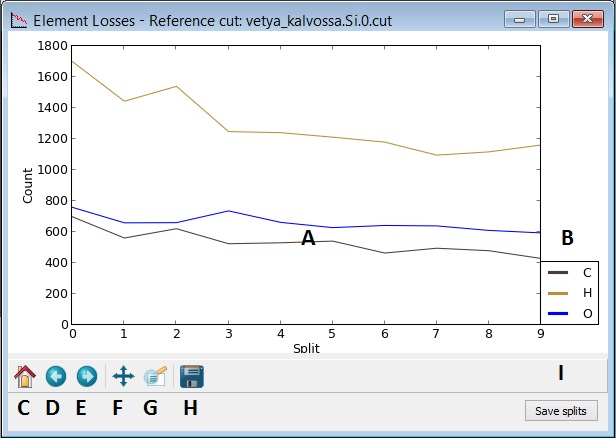 Element Losses - Reference cut: vetya_kalvossa.Si.0.cut
1800
1600
1400
1200
1000
800
600
400
200
0
Count
A
B
C
H
O
0 1 2 3 4 5 6 7 8 9
Split
I
C D E F G H
Save splits